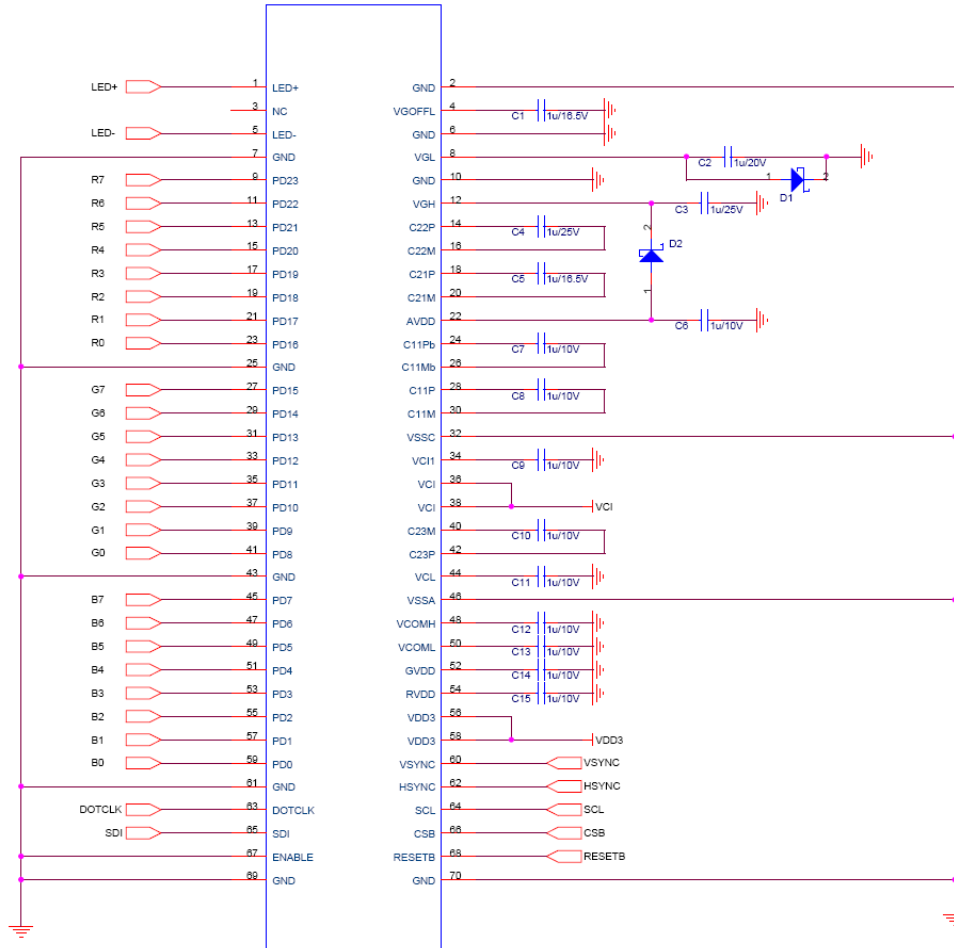 LED+ 1 LED+ GND 2
3 NC VGOFFL 4 C1 1u/16.5V
LED- 5 LED- GND 6
7 GND VGL 8 C2 1u/20V
1 2 D1
R7 9 PD23 GND 10
R6 11 PD22 VGH 12 C3 1u/25V
R5 13 PD21 C22P 14 C4 1u/25V 2
R4 15 PD20 C22M 16 D2
R3 17 PD19 C21P 18 C5 1u/16.5V
R2 19 PD18 C21M 20 1
R1 21 PD17 AVDD 22 C6 1u/10V
R0 23 PD16 C11Pb 24 C7 1u/10V
25 GND C11Mb 26
G7 27 PD15 C11P 28 C8 1u/10V
G6 29 PD14 C11M 30
G5 31 PD13 VSSC 32
G4 33 PD12 VCI1 34 C9 1u/10V
G3 35 PD11 VCI 36
G2 37 PD10 VCI 38 VCI
G1 39 PD9 C23M 40 C10 1u/10V
G0 41 PD8 C23P 42
43 GND VCL 44 C11 1u/10V
B7 45 PD7 VSSA 46
B6 47 PD6 VCOMH 48 C12 1u/10V
B5 49 PD5 VCOML 50 C13 1u/10V
B4 51 PD4 GVDD 52 C14 1u/10V
B3 53 PD3 RVDD 54 C15 1u/10V
B2 55 PD2 VDD3 56
B1 57 PD1 VDD3 58 VDD3
B0 59 PD0 VSYNC 60 VSYNC
61 GND HSYNC 62 HSYNC
DOTCLK 63 DOTCLK SCL 64 SCL
SDI 65 SDI CSB 66 CSB
67 ENABLE RESETB 68 RESETB
69 GND GND 70